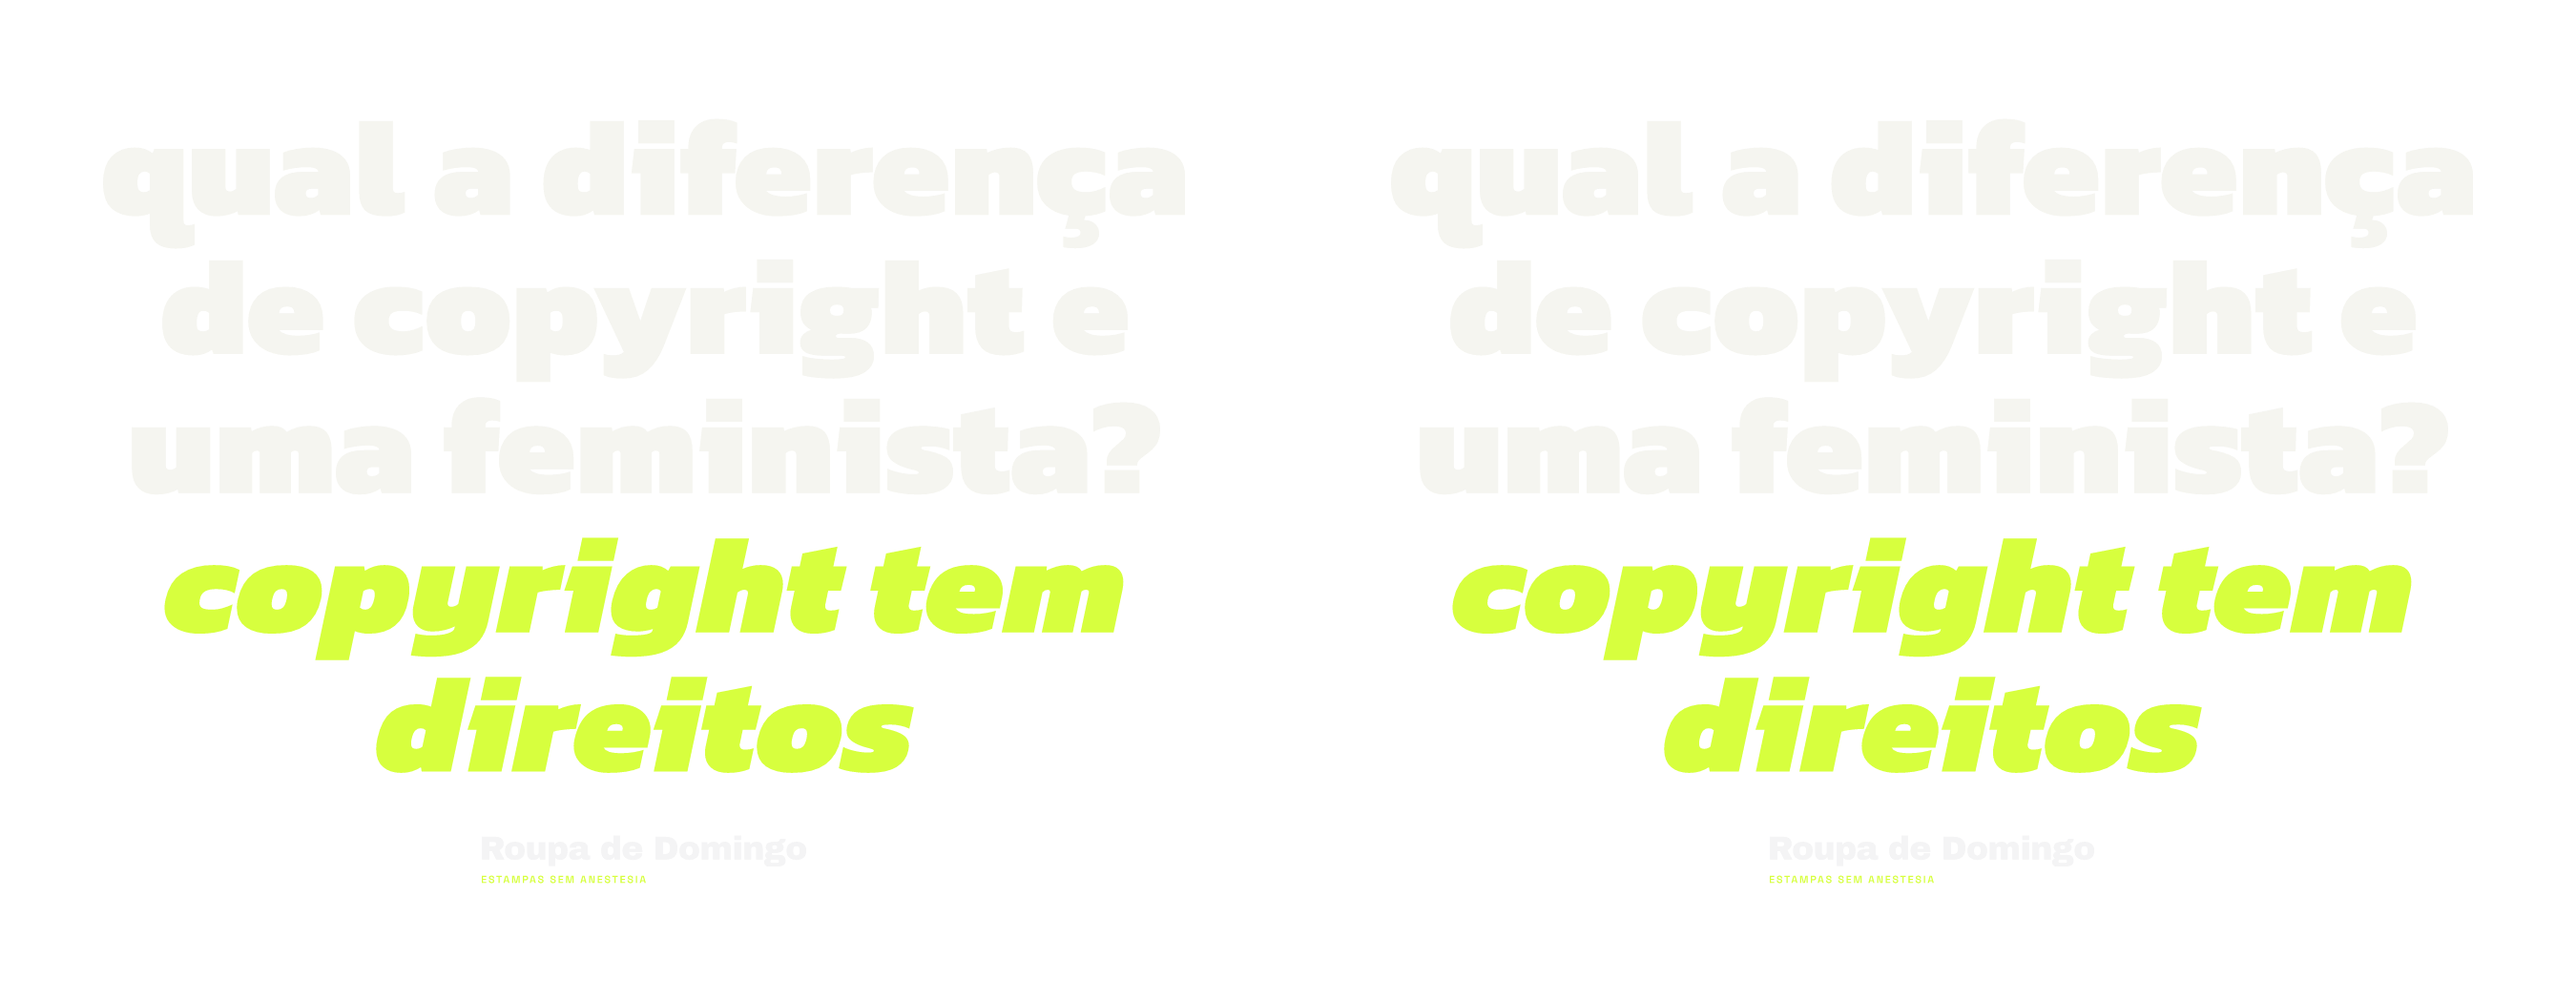 qual a diferença
de copyright e
uma feminista?
copyright tem
direitos
Roupa de Domingo
ESTAMPAS SEM ANESTESIA
qual a diferença
de copyright e
uma feminista?
copyright tem
direitos
Roupa de Domingo
ESTAMPAS SEM ANESTESIA